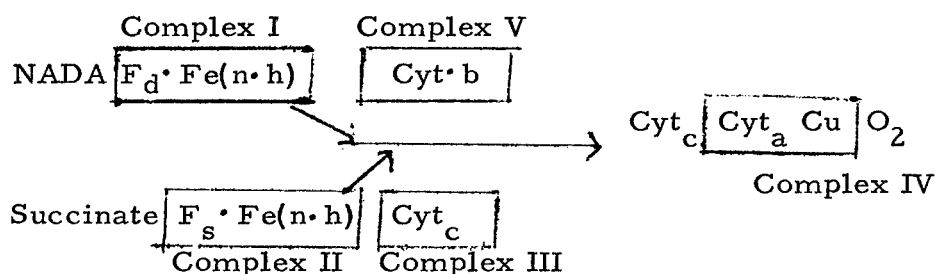 Complex I Complex V
NADA F_d · Fe(n·h) Cyt·b
Cyt_c Cyt_a Cu O_2
Complex IV
Succinate F_s · Fe(n·h) Cyt_c
Complex II Complex III